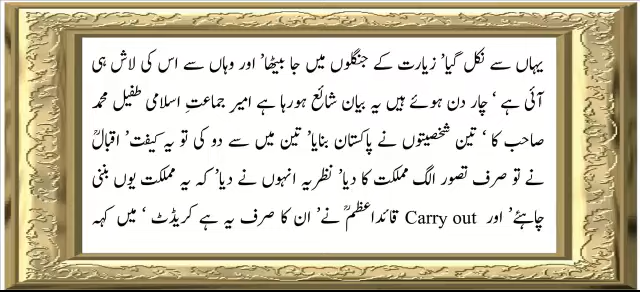 یہاں سے نکل گیا’ زیارت کے جنگلوں میں جا بیٹھا’ اور وہاں سے اس کی لاش ہی
آئی ہے ‘ چار دن ہوئے ہیں یہ بیان شائع ہورہا ہے امیر جماعتِ اسلامی طفیل محمد
صاحب کا ‘ تین شخصیتوں نے پاکستان بنایا’ تین میں سے دو کی تو یہ کیفت’ اقبالؒ
نے تو صرف تصور الگ مملکت کا دیا’ نظریہ انہوں نے دیا’ کہ یہ مملکت یوں بننی
چاہئے’ اور Carry out قائداعظمؒ نے’ ان کا صرف یہ ہے کریڈٹ ‘ میں کہہ